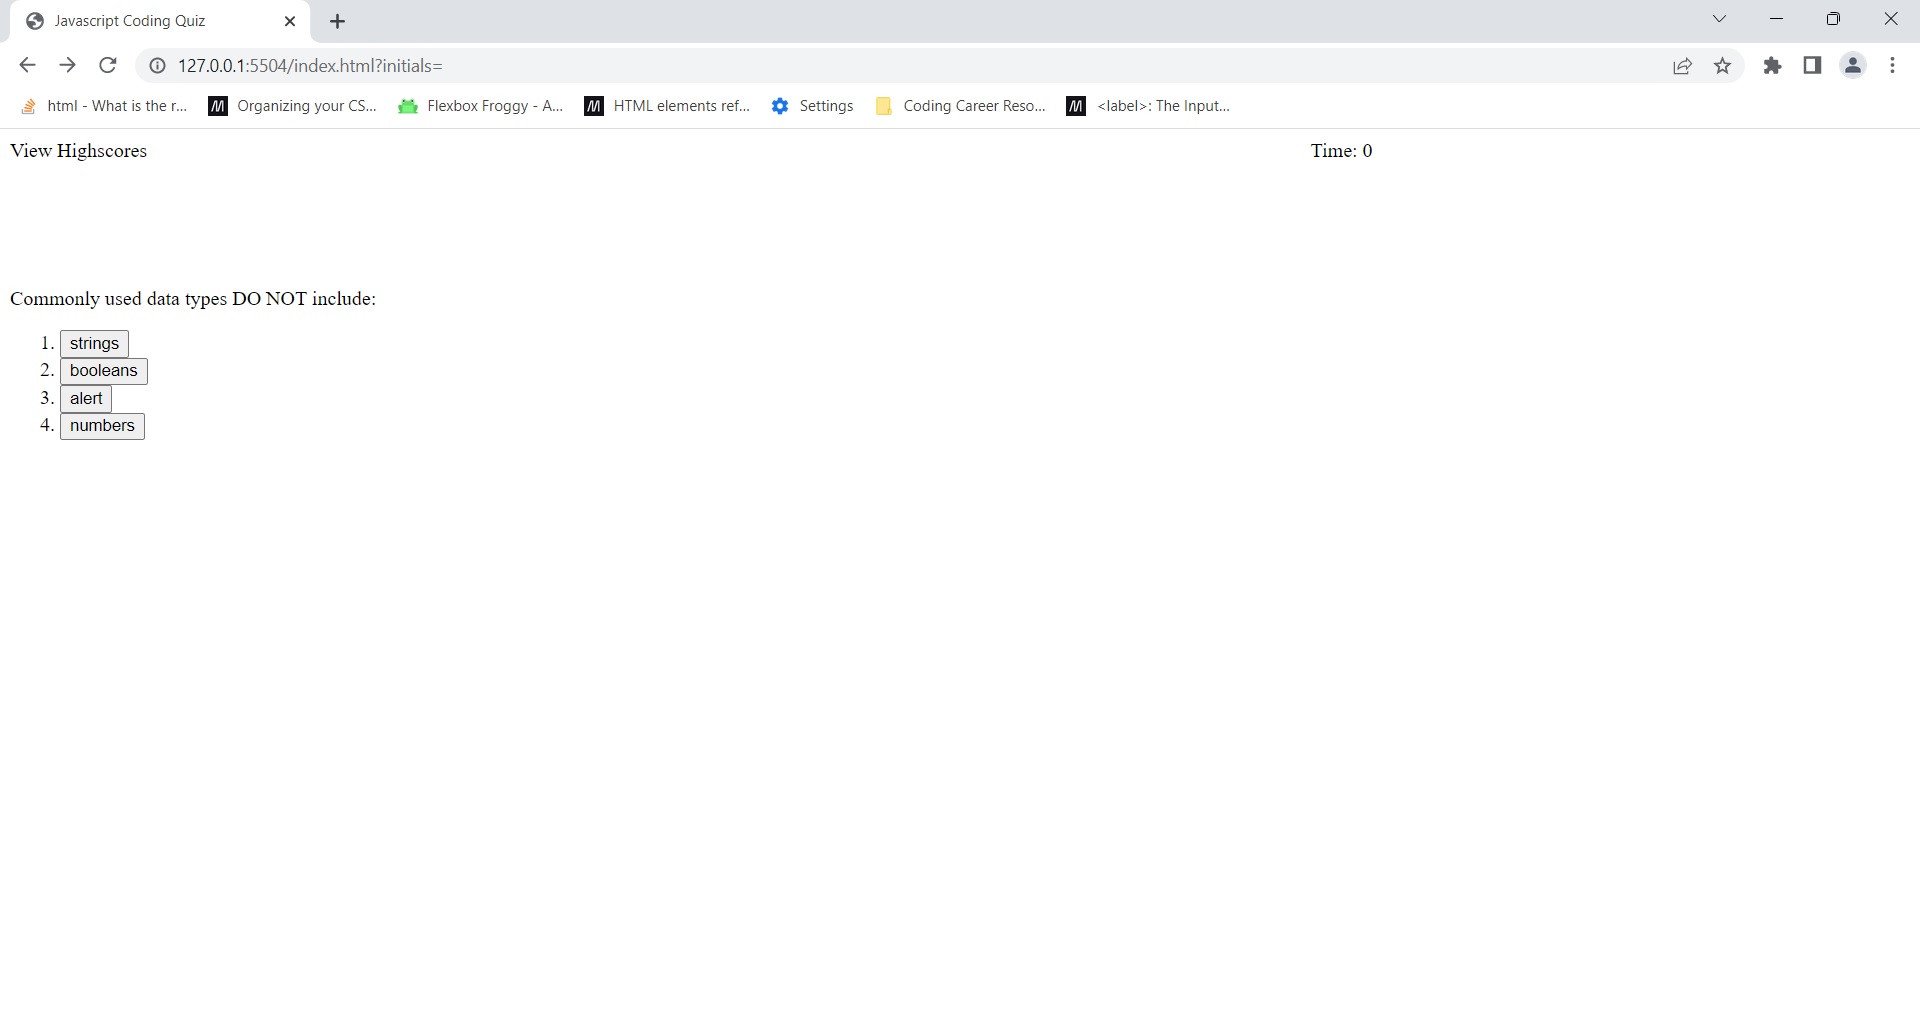 Javascript Coding Quiz
127.0.0.1:5504/index.html?initials=
html - What is the r... Organizing your CS... Flexbox Froggy - A... HTML elements ref... Settings Coding Career Reso... <label>: The Input...
View Highscores Time: 0
Commonly used data types DO NOT include:
1. strings
2. booleans
3. alert
4. numbers